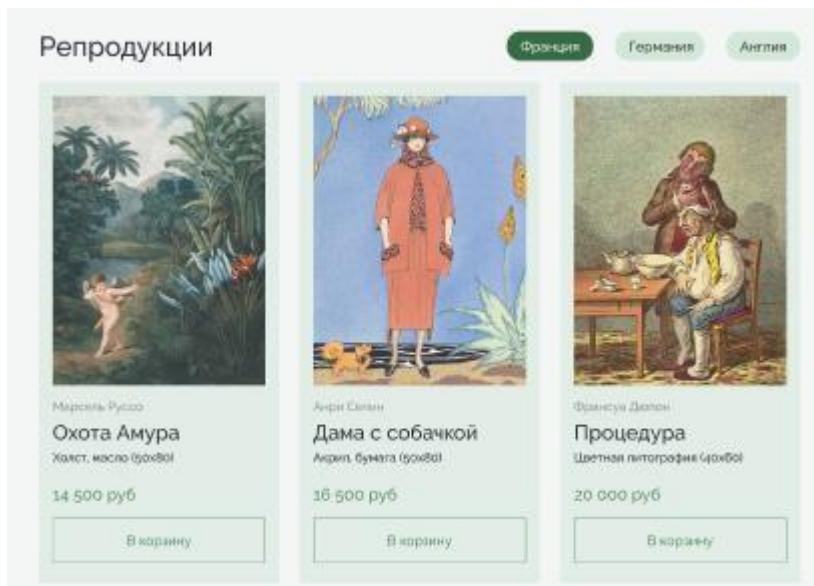 Репродукции
Франция Германия Англия
Марсель Руссо
Охота Амура
Холст, масло (50х80)
14 500 руб
В корзину
Анри Селин
Дама с собачкой
Акрил, бумага (50х80)
16 500 руб
В корзину
Франсуа Дюпон
Процедура
Цветная литография (40х60)
20 000 руб
В корзину